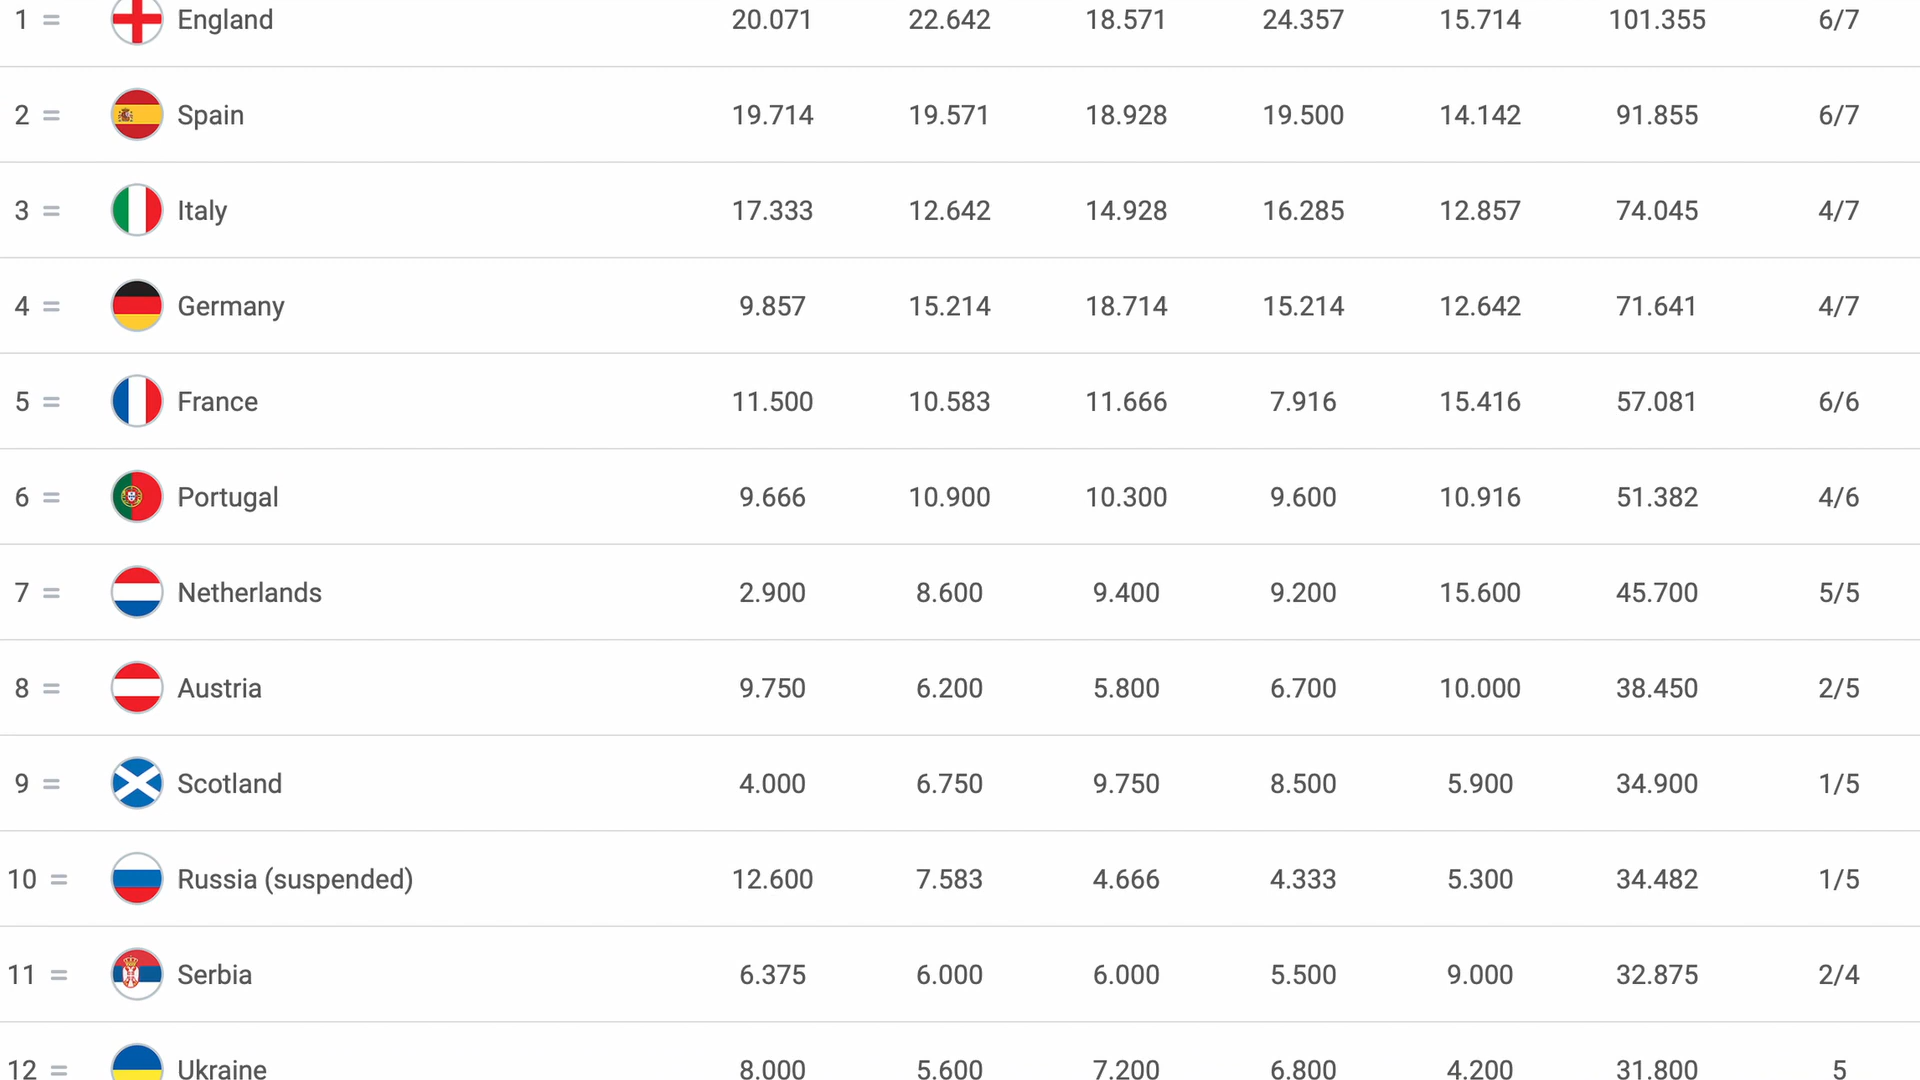 1 = England 20.071 22.642 18.571 24.357 15.714 101.355 6/7
2 = Spain 19.714 19.571 18.928 19.500 14.142 91.855 6/7
3 = Italy 17.333 12.642 14.928 16.285 12.857 74.045 4/7
4 = Germany 9.857 15.214 18.714 15.214 12.642 71.641 4/7
5 = France 11.500 10.583 11.666 7.916 15.416 57.081 6/6
6 = Portugal 9.666 10.900 10.300 9.600 10.916 51.382 4/6
7 = Netherlands 2.900 8.600 9.400 9.200 15.600 45.700 5/5
8 = Austria 9.750 6.200 5.800 6.700 10.000 38.450 2/5
9 = Scotland 4.000 6.750 9.750 8.500 5.900 34.900 1/5
10 = Russia (suspended) 12.600 7.583 4.666 4.333 5.300 34.482 1/5
11 = Serbia 6.375 6.000 6.000 5.500 9.000 32.875 2/4
12 = Ukraine 8.000 5.600 7.200 6.800 4.200 31.800 5